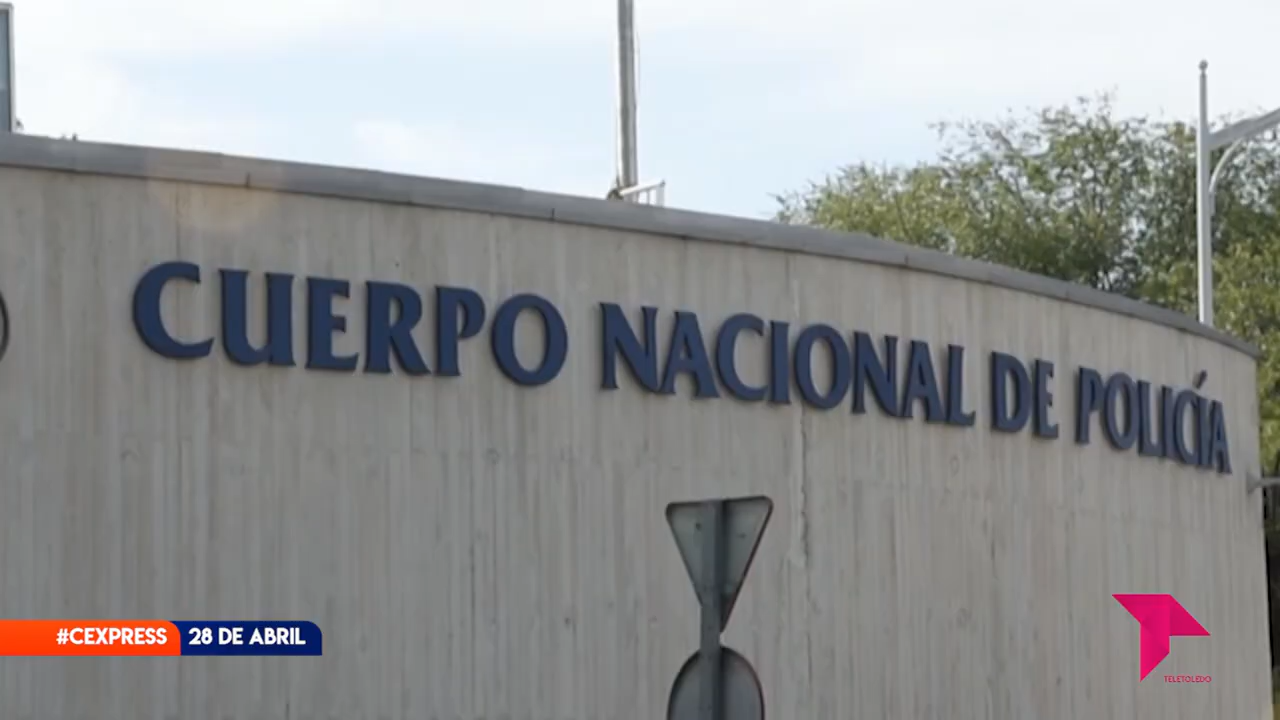 CUERPO NACIONAL DE POLICÍA
#CEXPRESS 28 DE ABRIL
TELETOLEDO